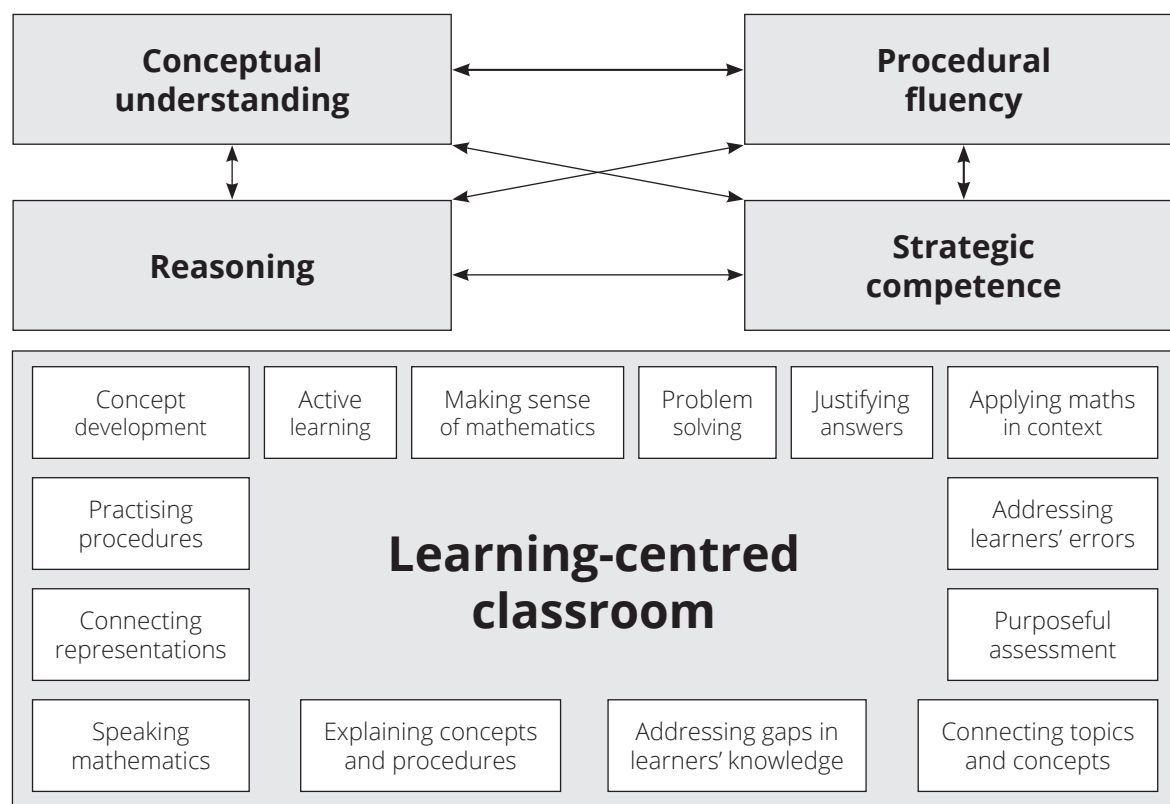 Conceptual
understanding
Procedural
fluency
Reasoning
Strategic
competence
Concept
development
Active
learning
Making sense
of mathematics
Problem
solving
Justifying
answers
Applying maths
in context
Practising
procedures
Addressing
learners’ errors
Learning-centred
classroom
Connecting
representations
Purposeful
assessment
Speaking
mathematics
Explaining concepts
and procedures
Addressing gaps in
learners’ knowledge
Connecting topics
and concepts